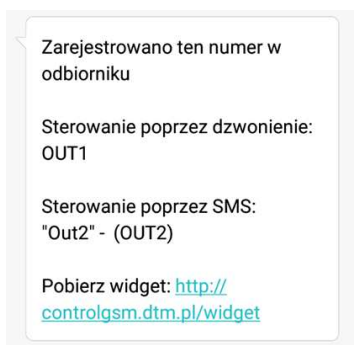 Zarejestrowano ten numer w
odbiorniku
Sterowanie poprzez dzwonienie:
OUT1
Sterowanie poprzez SMS:
"Out2" - (OUT2)
Pobierz widget: http://
controlgsm.dtm.pl/widget